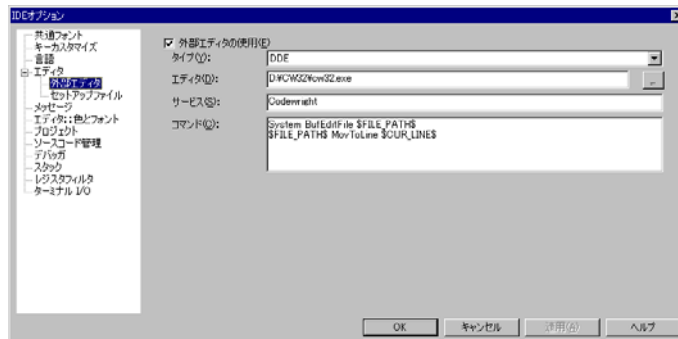 IDEオプション
共通フォント
キーカスタマイズ
言語
エディタ
外部エディタ
セットアップファイル
メッセージ
エディタ::色とフォント
プロジェクト
ソースコード管理
デバッガ
スタック
レジスタフィルタ
ターミナル I/O
外部エディタの使用(E)
タイプ(Y):
DDE
エディタ(D):
D:¥CW32¥cw32.exe
...
サービス(S):
Codewright
コマンド(C):
System BufEditFile $FILE_PATH$
$FILE_PATH$ MovToLine $CUR_LINE$
OK
キャンセル
適用(A)
ヘルプ